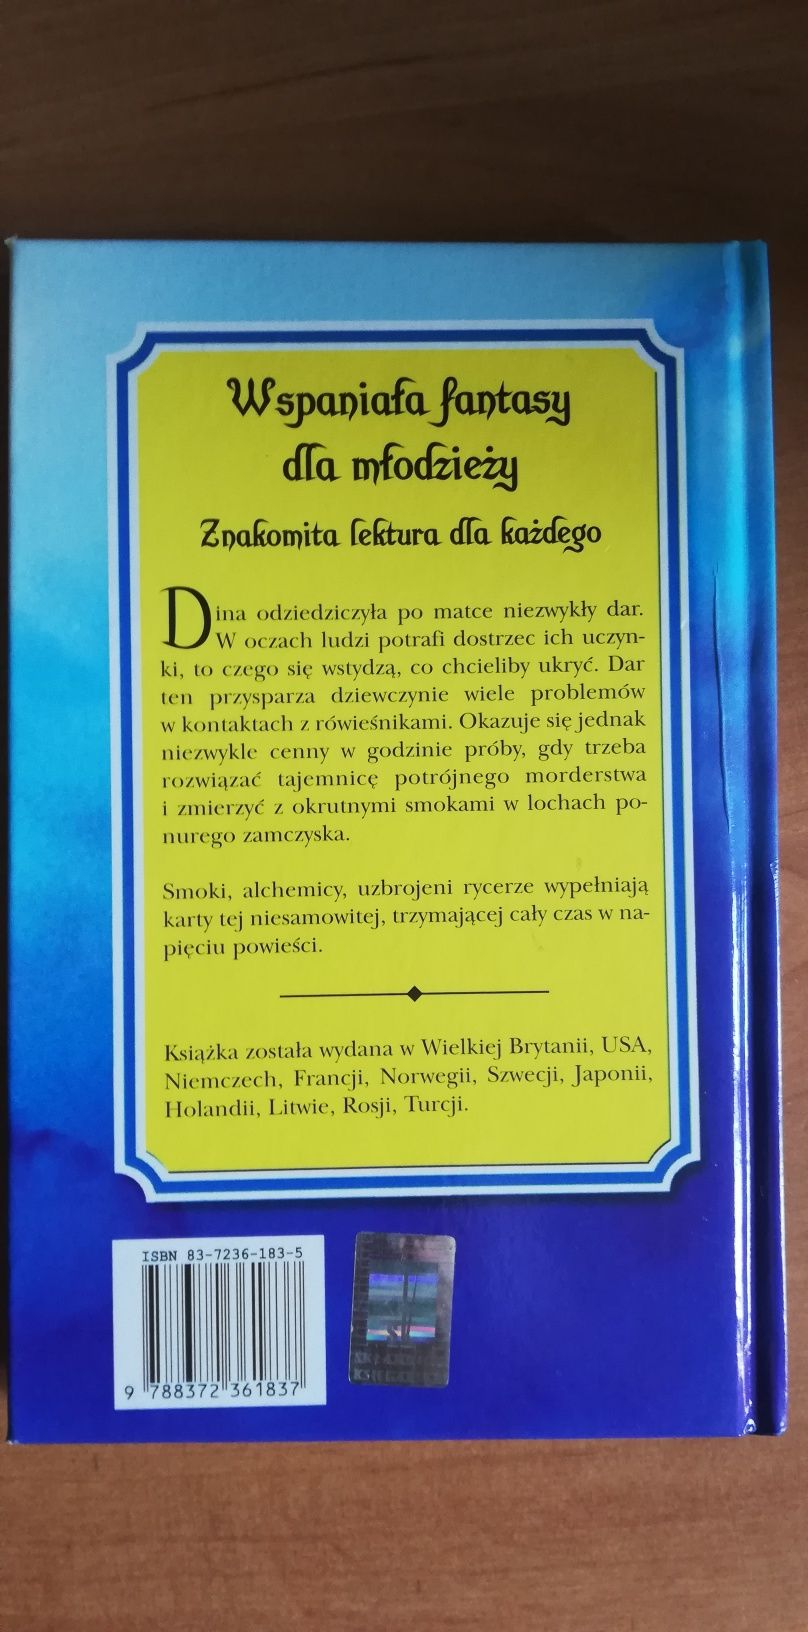 Wspaniała fantasy
dla młodzieży
Znakomita lektura dla każdego
Dina odziedziczyła po matce niezwykły dar.
W oczach ludzi potrafi dostrzec ich uczyn-
ki, to czego się wstydzą, co chcieliby ukryć. Dar
ten przysparza dziewczynie wiele problemów
w kontaktach z rówieśnikami. Okazuje się jednak
niezwykle cenny w godzinie próby, gdy trzeba
rozwiązać tajemnicę potrójnego morderstwa
i zmierzyć z okrutnymi smokami w lochach po-
nurego zamczyska.
Smoki, alchemicy, uzbrojeni rycerze wypełniają
karty tej niesamowitej, trzymającej cały czas w na-
pięciu powieści.
Książka została wydana w Wielkiej Brytanii, USA,
Niemczech, Francji, Norwegii, Szwecji, Japonii,
Holandii, Litwie, Rosji, Turcji.
ISBN 83-7236-183-5
9 788372 361837